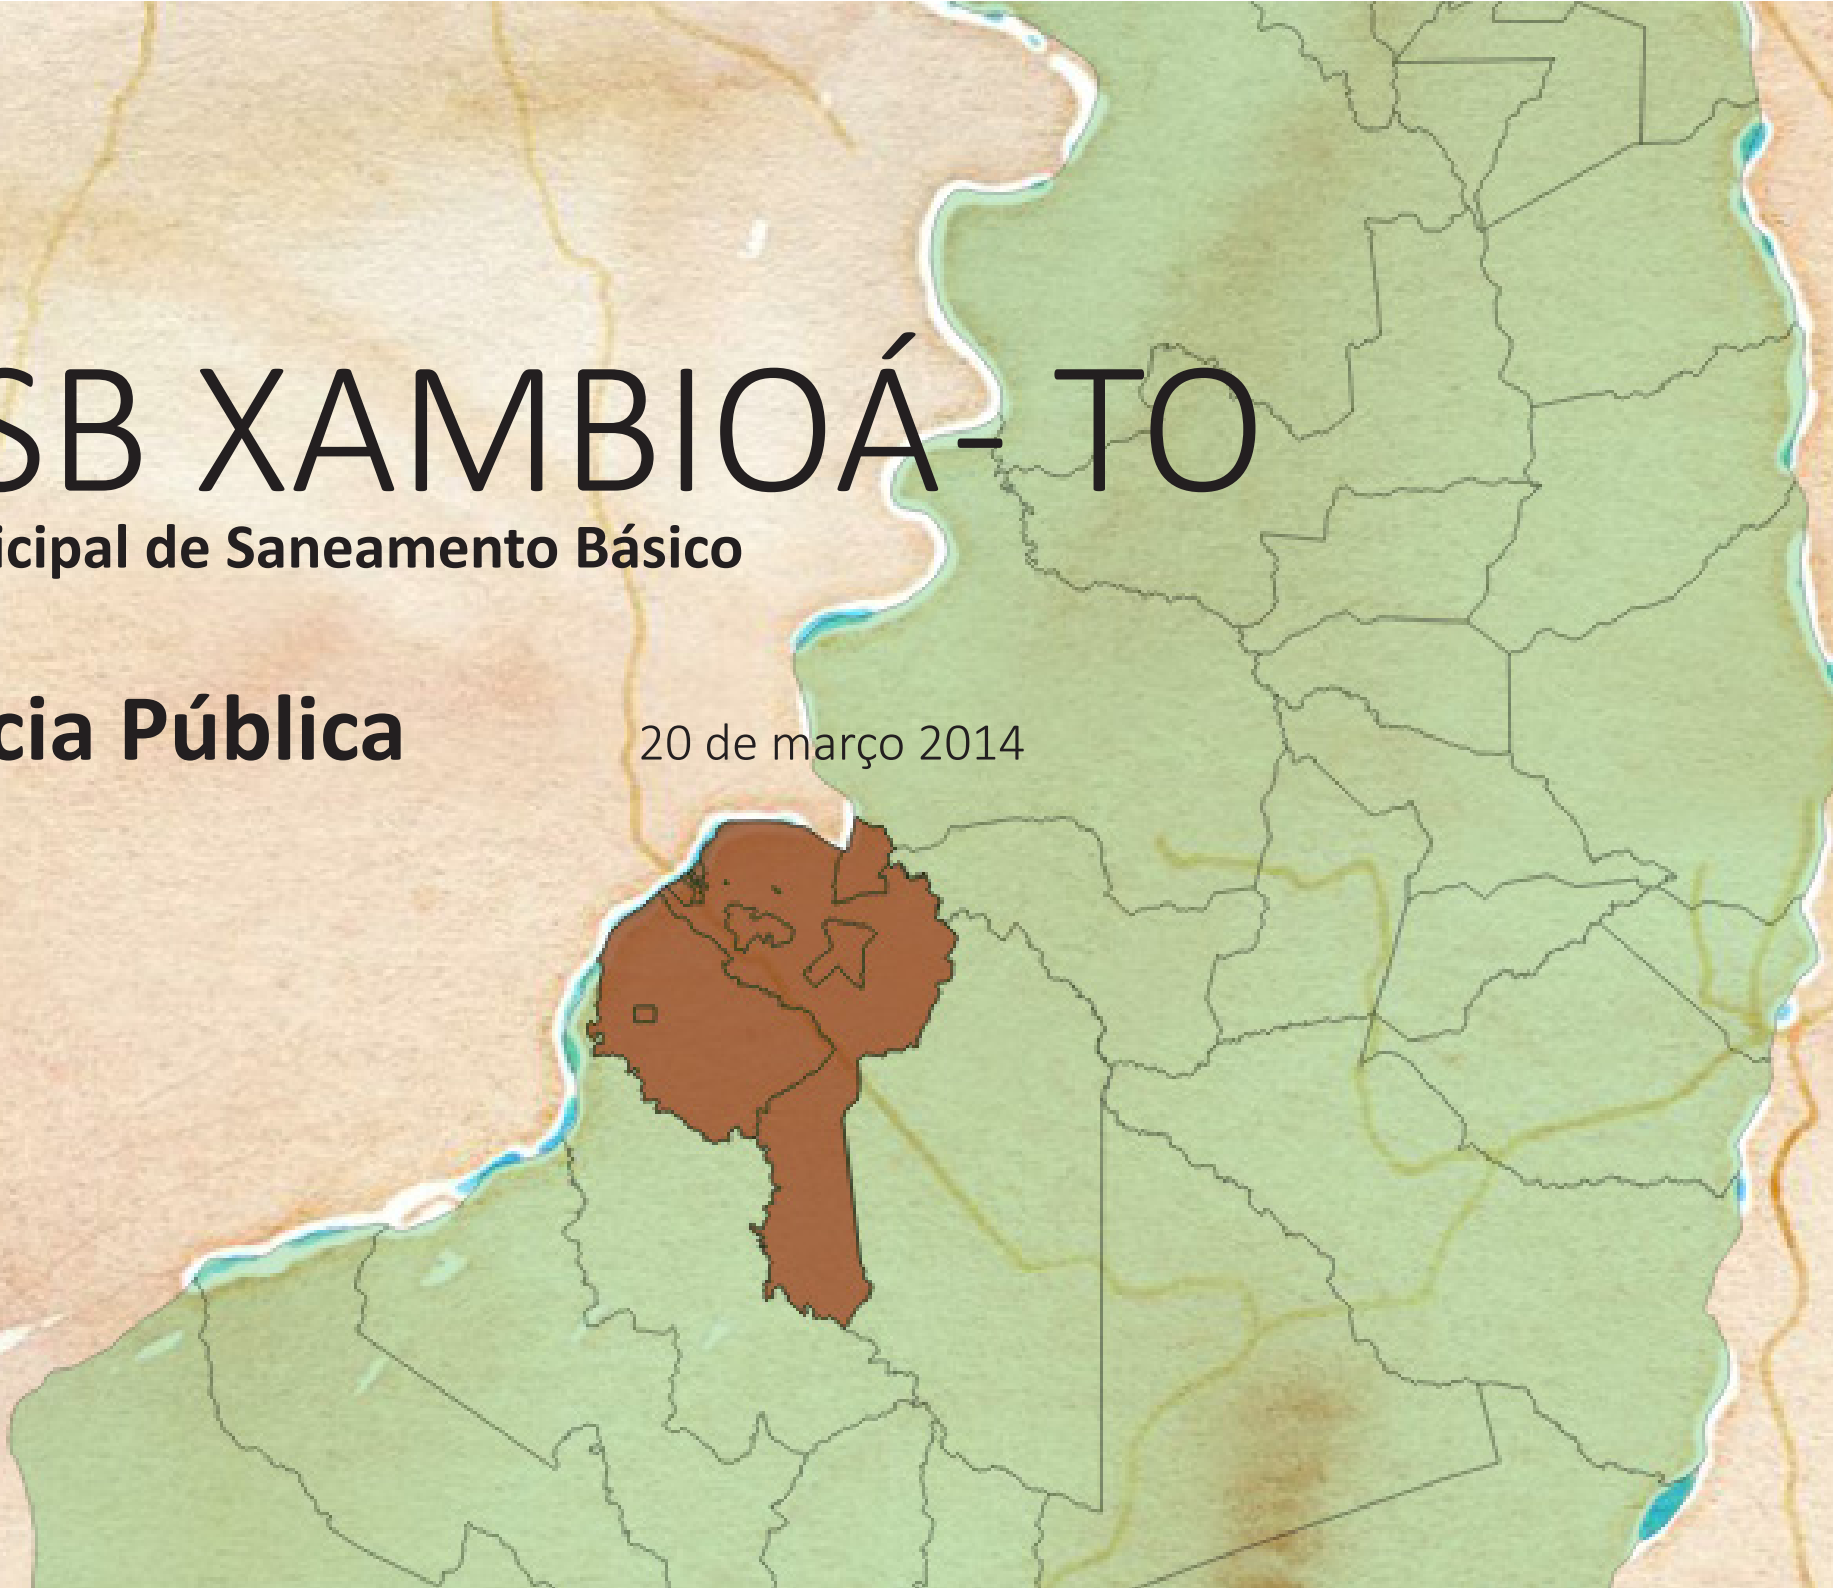 SB XAMBIOÁ- TO
icipal de Saneamento Básico
cia Pública
20 de março 2014